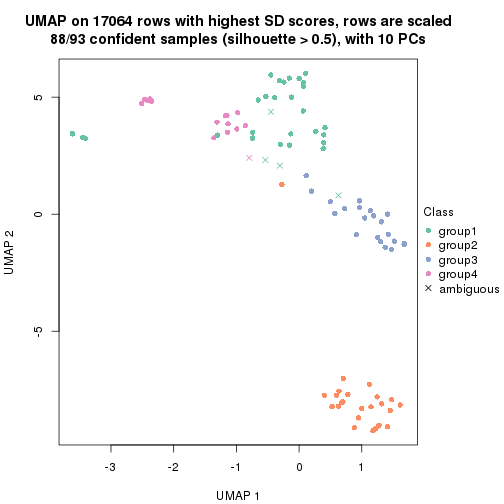 UMAP on 17064 rows with highest SD scores, rows are scaled
88/93 confident samples (silhouette > 0.5), with 10 PCs
5
0
-5
UMAP 2
-3
-2
-1
0
1
UMAP 1
Class
group1
group2
group3
group4
ambiguous